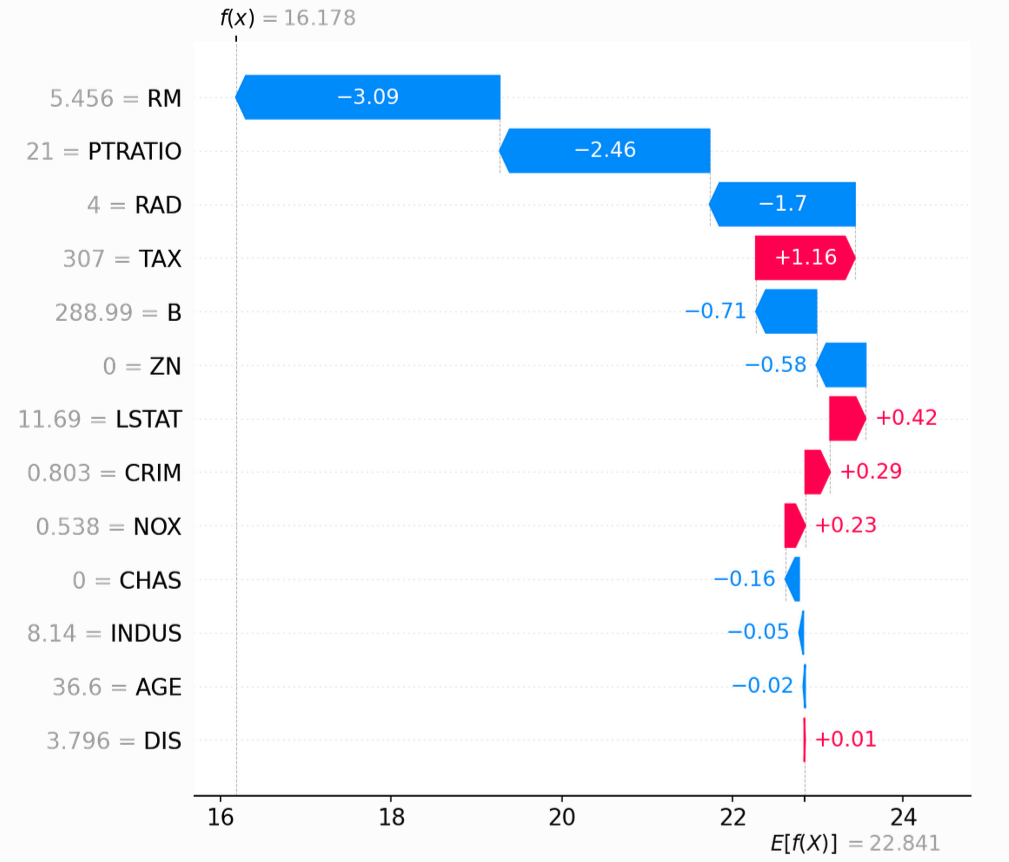 f(x) = 16.178
5.456 = RM −3.09
21 = PTRATIO −2.46
4 = RAD −1.7
307 = TAX +1.16
288.99 = B −0.71
0 = ZN −0.58
11.69 = LSTAT +0.42
0.803 = CRIM +0.29
0.538 = NOX +0.23
0 = CHAS −0.16
8.14 = INDUS −0.05
36.6 = AGE −0.02
3.796 = DIS +0.01
16 18 20 22 24
E[f(X)] = 22.841